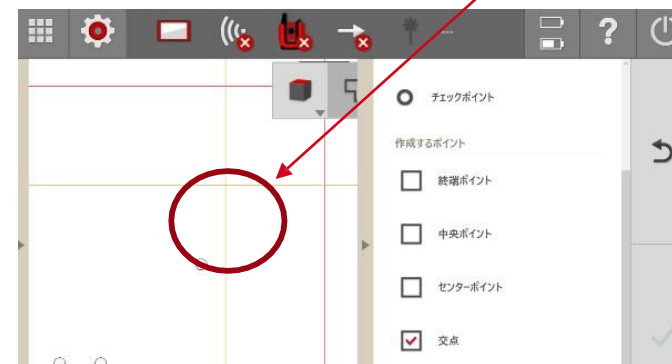 --
?
チェックポイント
作成するポイント
終端ポイント
中央ポイント
センターポイント
交点